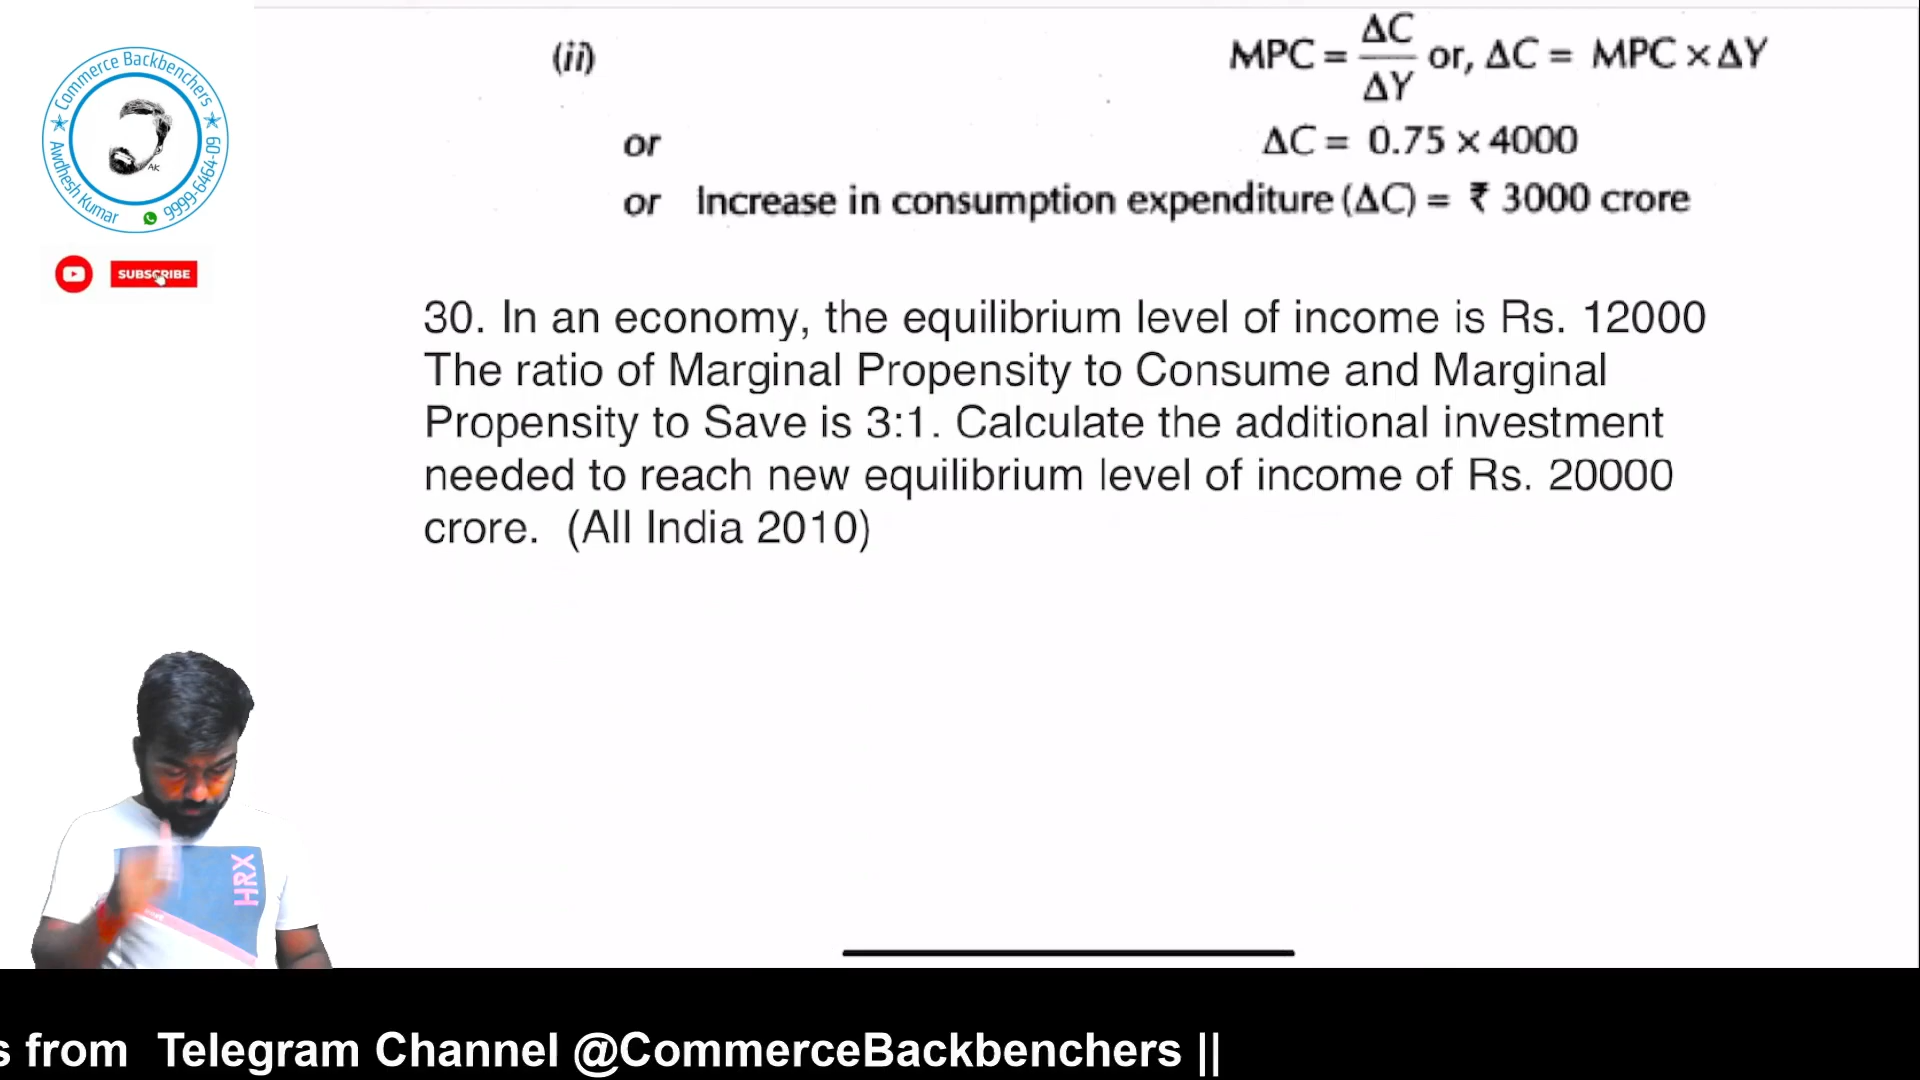 Commerce Backbenchers
Awdhesh Kumar
9999-6464-09
AK
SUBSCRIBE
(ii) MPC = ΔC/ΔY or, ΔC = MPC × ΔY
or ΔC = 0.75 × 4000
or Increase in consumption expenditure (ΔC) = ₹ 3000 crore
30. In an economy, the equilibrium level of income is Rs. 12000
The ratio of Marginal Propensity to Consume and Marginal
Propensity to Save is 3:1. Calculate the additional investment
needed to reach new equilibrium level of income of Rs. 20000
crore. (All India 2010)
HRX
s from Telegram Channel @CommerceBackbenchers ||